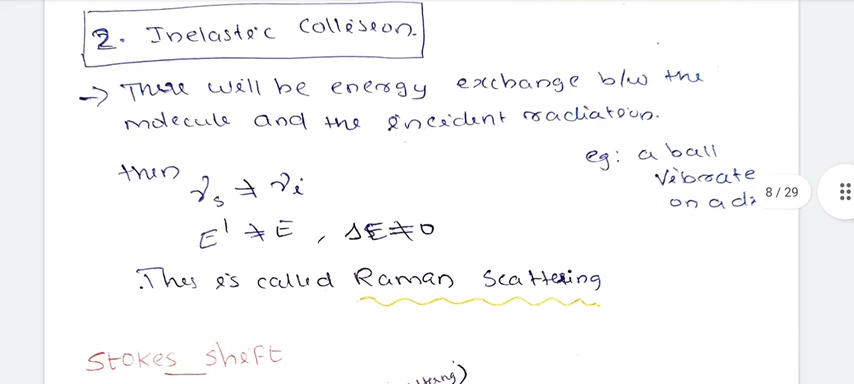 2. Inelastic Collision.
→ There will be energy exchange b/w the
molecule and the incident radiation.
then
νs ≠ νi
E' ≠ E , ΔE ≠ 0
eg: a ball
vibrate
on a
8 / 29
.This is called Raman Scattering
Stokes shift